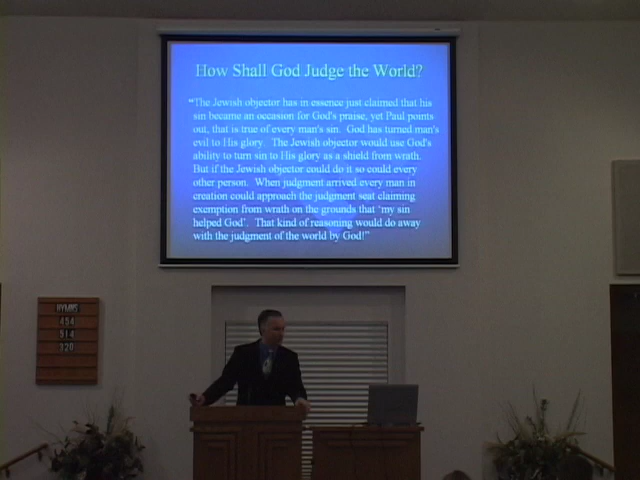 How Shall God Judge the World?
"The Jewish objector has in essence just claimed that his
sin became an occasion for God's praise, yet Paul points
out, that is true of every man's sin. God has turned man's
evil to His glory. The Jewish objector would use God's
ability to turn sin to His glory as a shield from wrath.
But if the Jewish objector could do it so could every
other person. When judgment arrived every man in
creation could approach the judgment seat claiming
exemption from wrath on the grounds that 'my sin
helped God'. That kind of reasoning would do away
with the judgment of the world by God!"
HYMNS
454
514
320